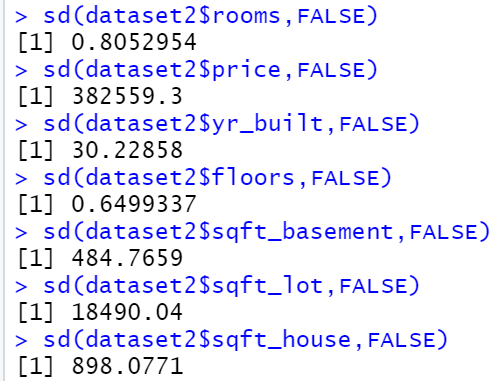 > sd(dataset2$rooms,FALSE)
[1] 0.8052954
> sd(dataset2$price,FALSE)
[1] 382559.3
> sd(dataset2$yr_built,FALSE)
[1] 30.22858
> sd(dataset2$floors,FALSE)
[1] 0.6499337
> sd(dataset2$sqft_basement,FALSE)
[1] 484.7659
> sd(dataset2$sqft_lot,FALSE)
[1] 18490.04
> sd(dataset2$sqft_house,FALSE)
[1] 898.0771